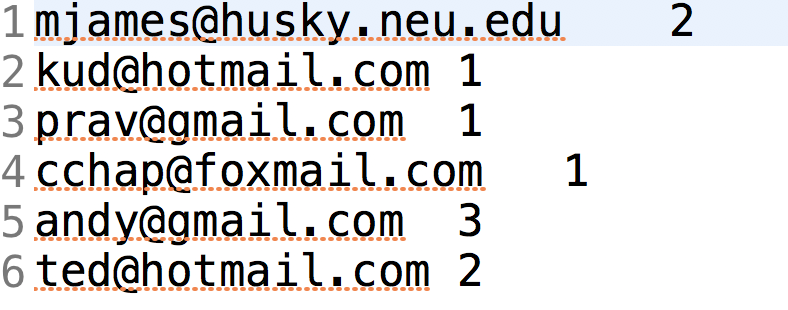 1 mjames@husky.neu.edu 2
2 kud@hotmail.com 1
3 prav@gmail.com 1
4 cchap@foxmail.com 1
5 andy@gmail.com 3
6 ted@hotmail.com 2